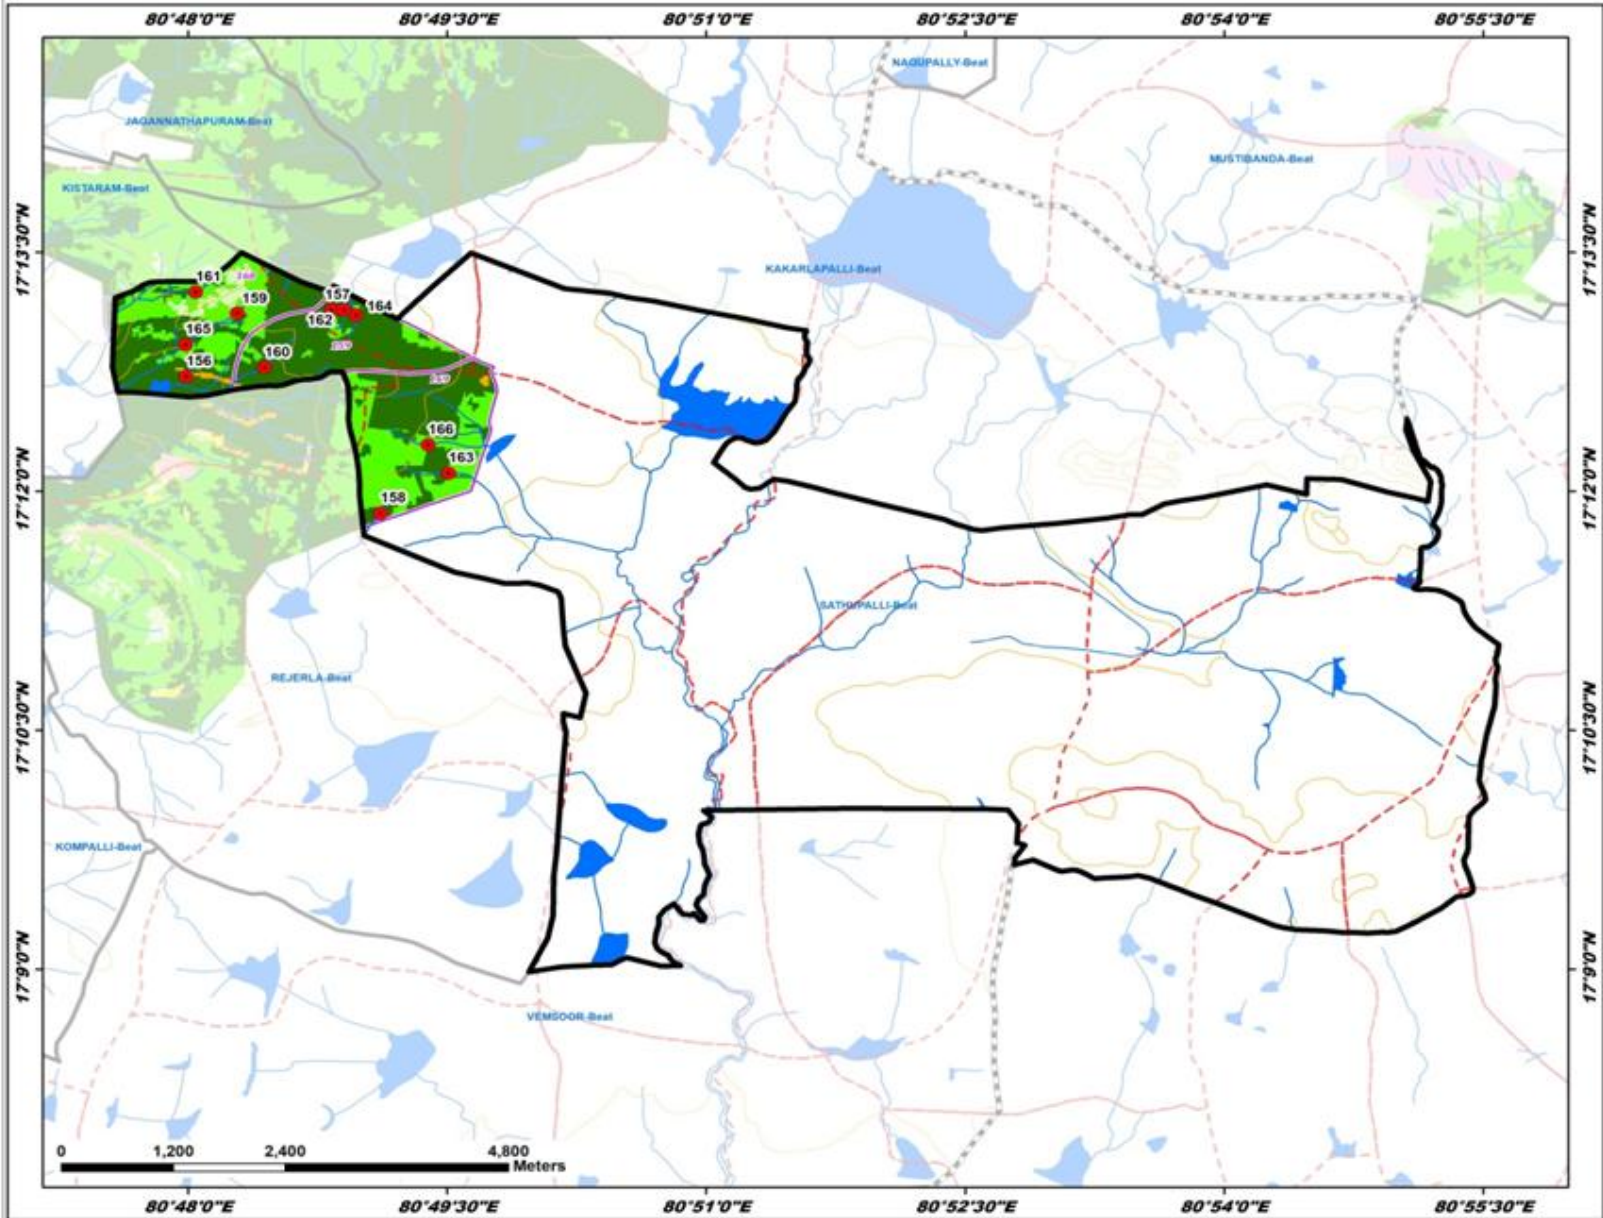 80°48'0"E 80°49'30"E 80°51'0"E 80°52'30"E 80°54'0"E 80°55'30"E
NAGUPALLY-Beat
JAGANNATHAPURAM-Beat
MUSTIBANDA-Beat
KISTARAM-Beat
17°13'30"N
17°13'30"N
KAKARLAPALLI-Beat
161
168
159
157
164
162
165
159
156
160
169
166
163
17°12'0"N
17°12'0"N
158
SATHUPALLI-Beat
REJERLA-Beat
17°10'30"N
17°10'30"N
KOMPALLI-Beat
17°9'0"N
17°9'0"N
VEMSOOR-Beat
0 1,200 2,400 4,800
Meters
80°48'0"E 80°49'30"E 80°51'0"E 80°52'30"E 80°54'0"E 80°55'30"E